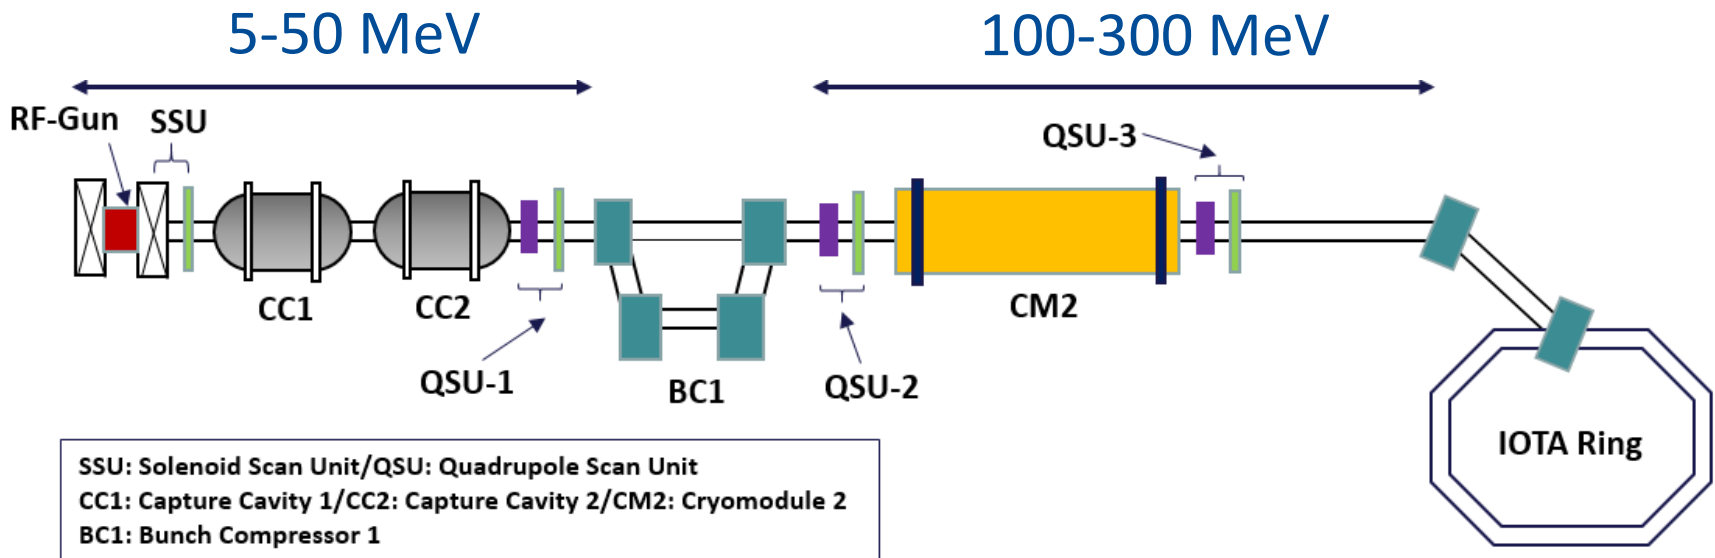 5-50 MeV
100-300 MeV
RF-Gun
SSU
QSU-3
CC1
CC2
CM2
QSU-1
BC1
QSU-2
IOTA Ring
SSU: Solenoid Scan Unit/QSU: Quadrupole Scan Unit
CC1: Capture Cavity 1/CC2: Capture Cavity 2/CM2: Cryomodule 2
BC1: Bunch Compressor 1